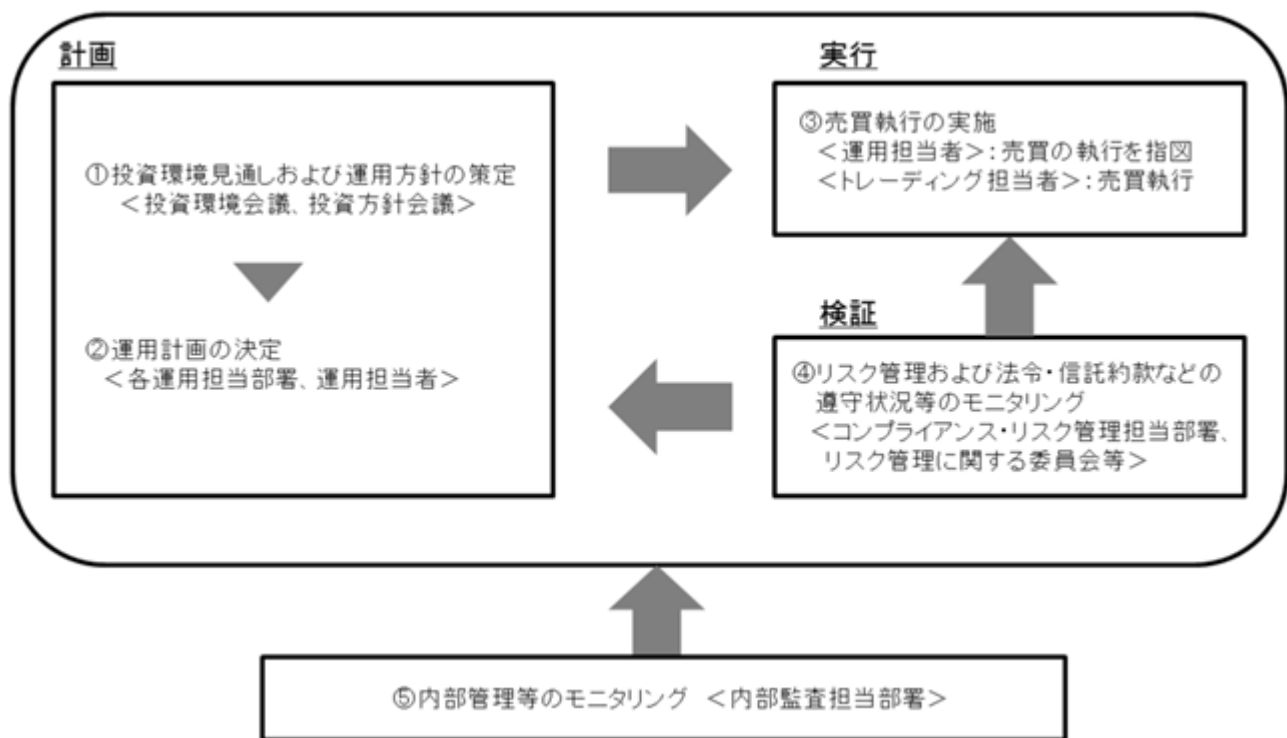 計画
①投資環境見通しおよび運用方針の策定
<投資環境会議、投資方針会議>
②運用計画の決定
<各運用担当部署、運用担当者>
実行
③売買執行の実施
<運用担当者>:売買の執行を指図
<トレーディング担当者>:売買執行
検証
④リスク管理および法令・信託約款などの
遵守状況等のモニタリング
<コンプライアンス・リスク管理担当部署、
リスク管理に関する委員会等>
⑤内部管理等のモニタリング <内部監査担当部署>